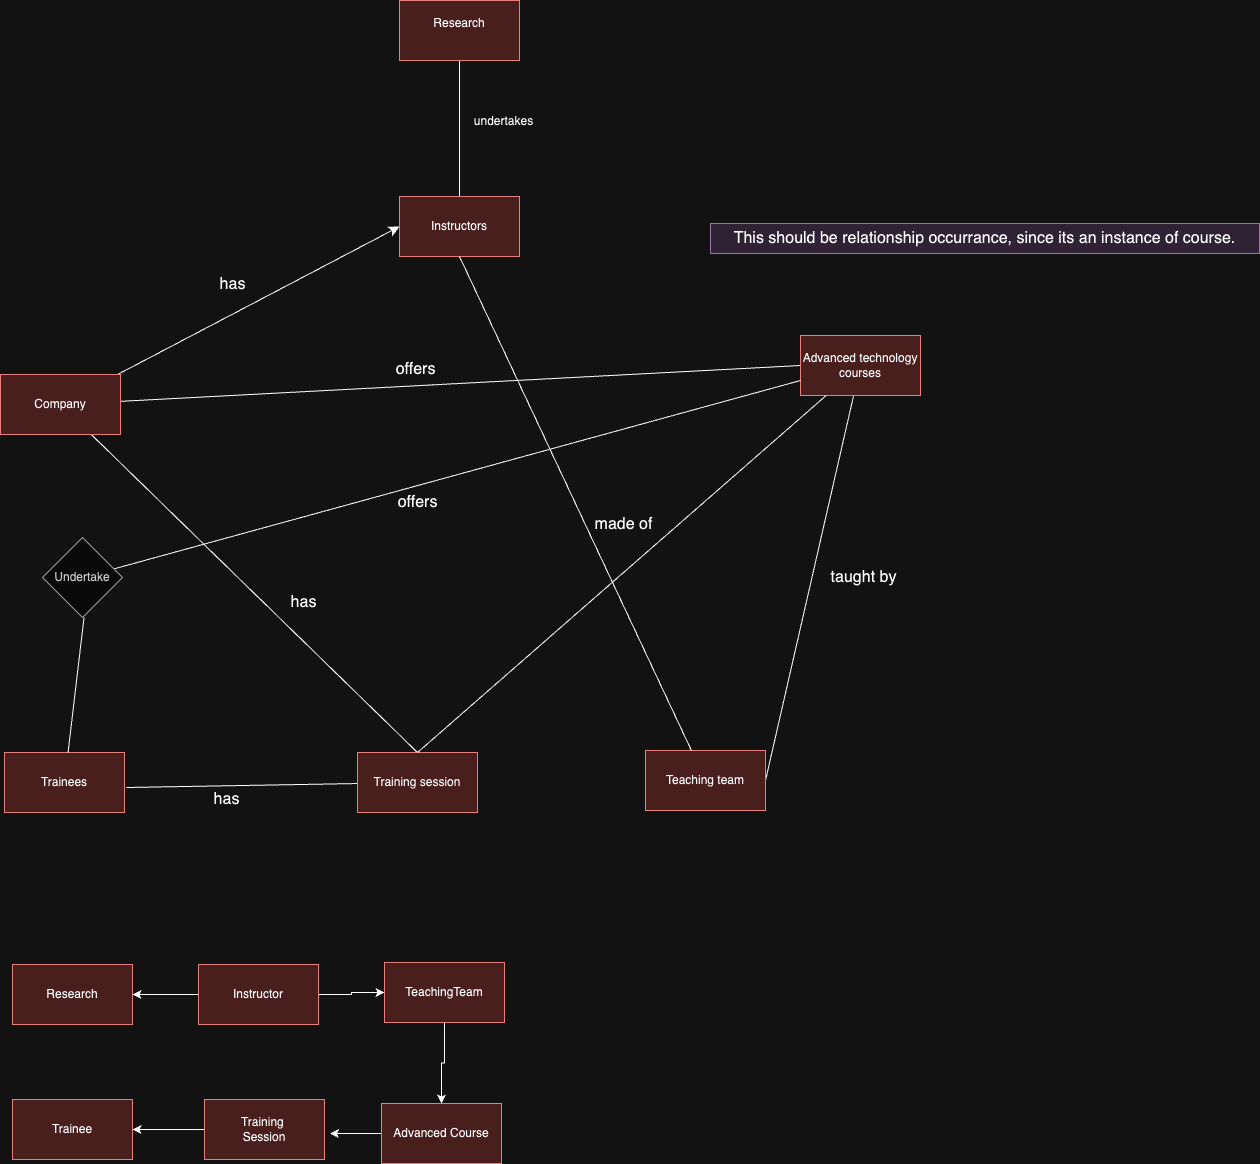 Research
undertakes
Instructors
This should be relationship occurrance, since its an instance of course.
has
Advanced technology
courses
offers
Company
offers
made of
Undertake
taught by
has
Trainees
Training session
Teaching team
has
Research
Instructor
TeachingTeam
Trainee
Training
Session
Advanced Course